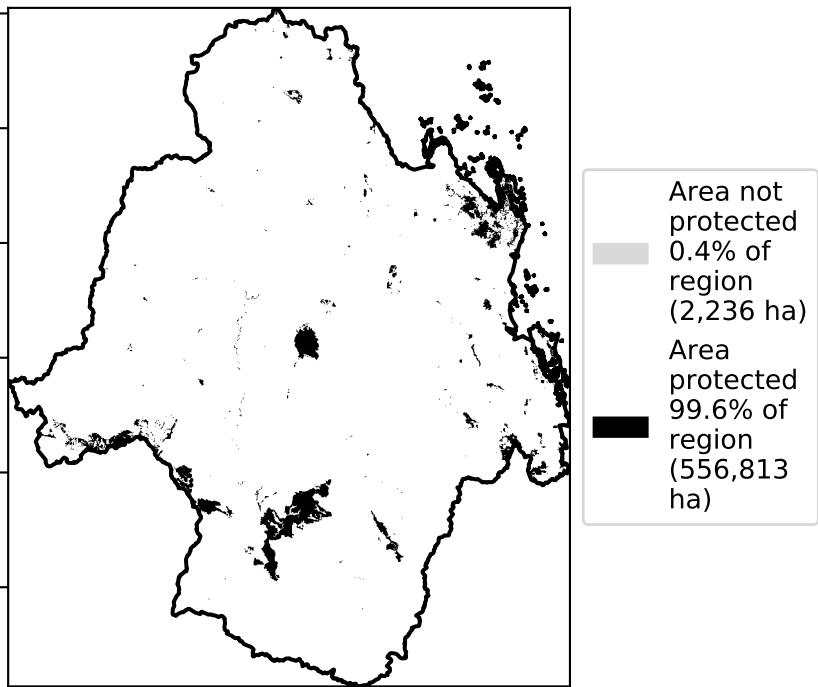 Area not
protected
0.4% of
region
(2,236 ha)
Area
protected
99.6% of
region
(556,813
ha)